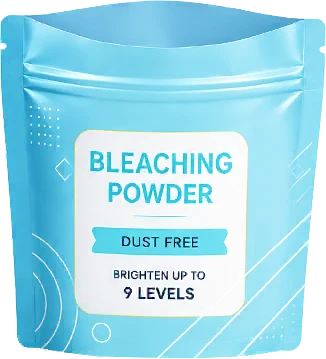 BLEACHING
POWDER
DUST FREE
BRIGHTEN UP TO
9 LEVELS